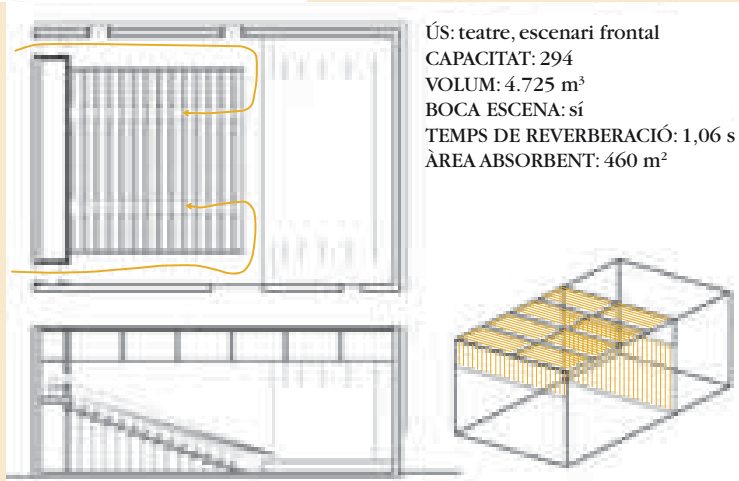 ÚS: teatre, escenari frontal
CAPACITAT: 294
VOLUM: 4.725 m³
BOCA ESCENA: sí
TEMPS DE REVERBERACIÓ: 1,06 s
ÀREA ABSORBENT: 460 m²